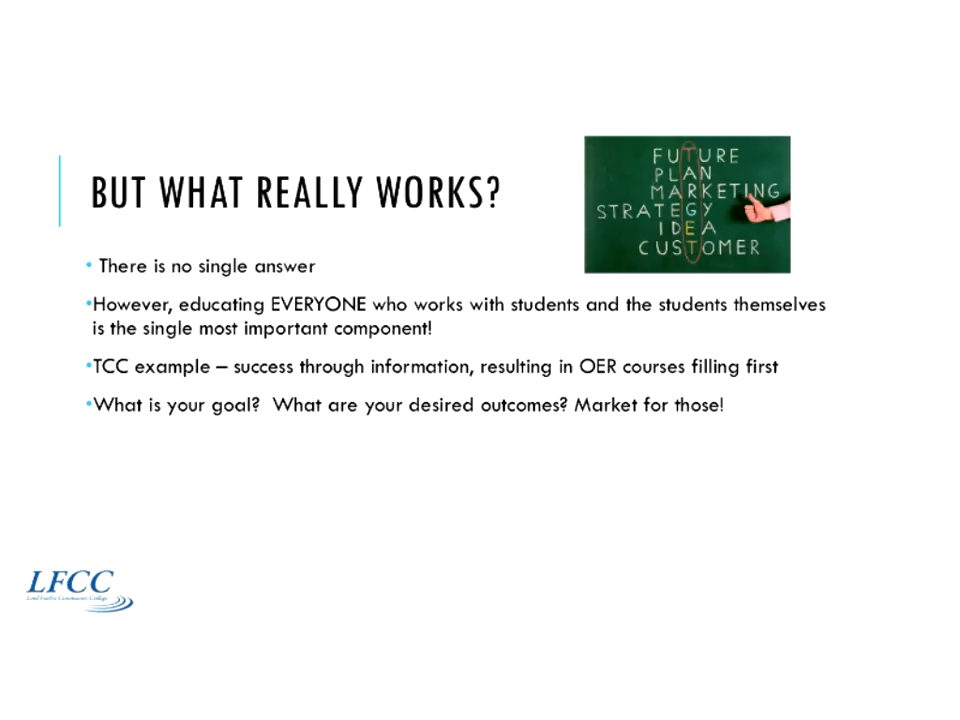 BUT WHAT REALLY WORKS?
FUTURE
PLAN
MARKETING
STRATEGY
IDEA
CUSTOMER
• There is no single answer
•However, educating EVERYONE who works with students and the students themselves
is the single most important component!
•TCC example – success through information, resulting in OER courses filling first
•What is your goal?  What are your desired outcomes? Market for those!
LFCC
Lord Fairfax Community College